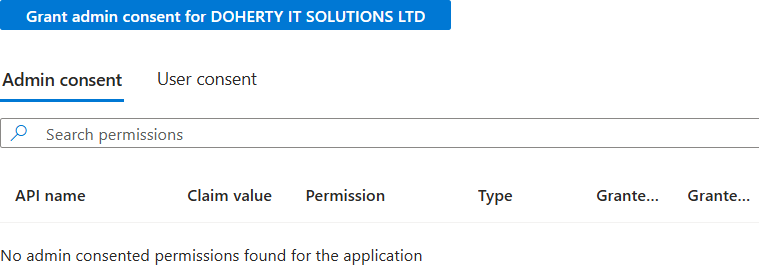 Grant admin consent for DOHERTY IT SOLUTIONS LTD
Admin consent User consent
Search permissions
API name Claim value Permission Type Grante... Grante...
No admin consented permissions found for the application